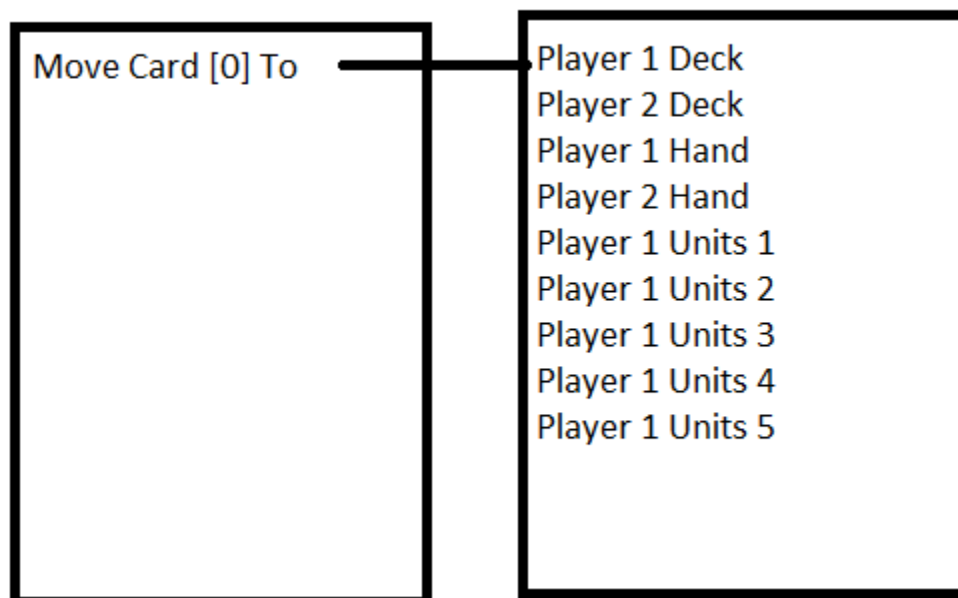 Move Card [0] To
Player 1 Deck
Player 2 Deck
Player 1 Hand
Player 2 Hand
Player 1 Units 1
Player 1 Units 2
Player 1 Units 3
Player 1 Units 4
Player 1 Units 5